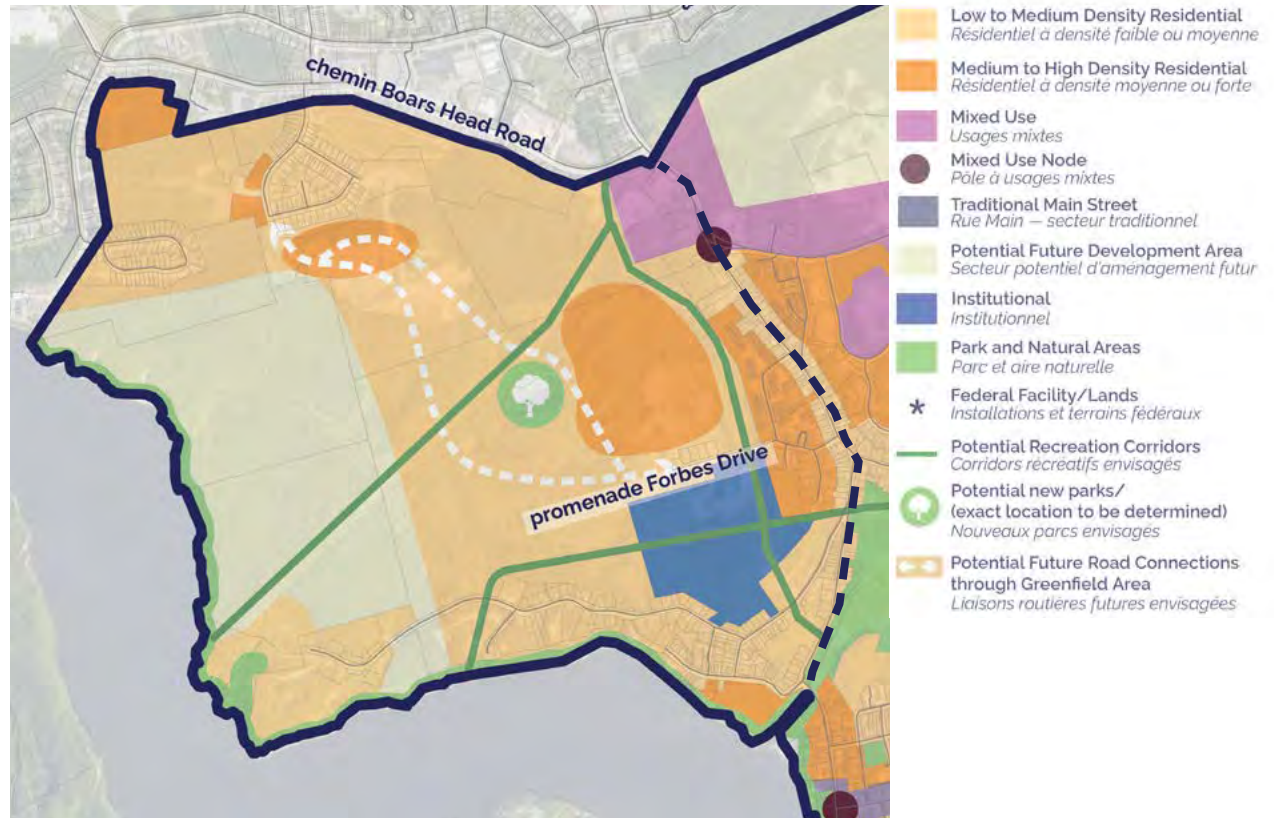 chemin Boars Head Road
promenade Forbes Drive
Low to Medium Density Residential
Résidentiel à densité faible ou moyenne
Medium to High Density Residential
Résidentiel à densité moyenne ou forte
Mixed Use
Usages mixtes
Mixed Use Node
Pôle à usages mixtes
Traditional Main Street
Rue Main — secteur traditionnel
Potential Future Development Area
Secteur potentiel d'aménagement futur
Institutional
Institutionnel
Park and Natural Areas
Parc et aire naturelle
Federal Facility/Lands
Installations et terrains fédéraux
Potential Recreation Corridors
Corridors récréatifs envisagés
Potential new parks/
(exact location to be determined)
Nouveaux parcs envisagés
Potential Future Road Connections
through Greenfield Area
Liaisons routières futures envisagées